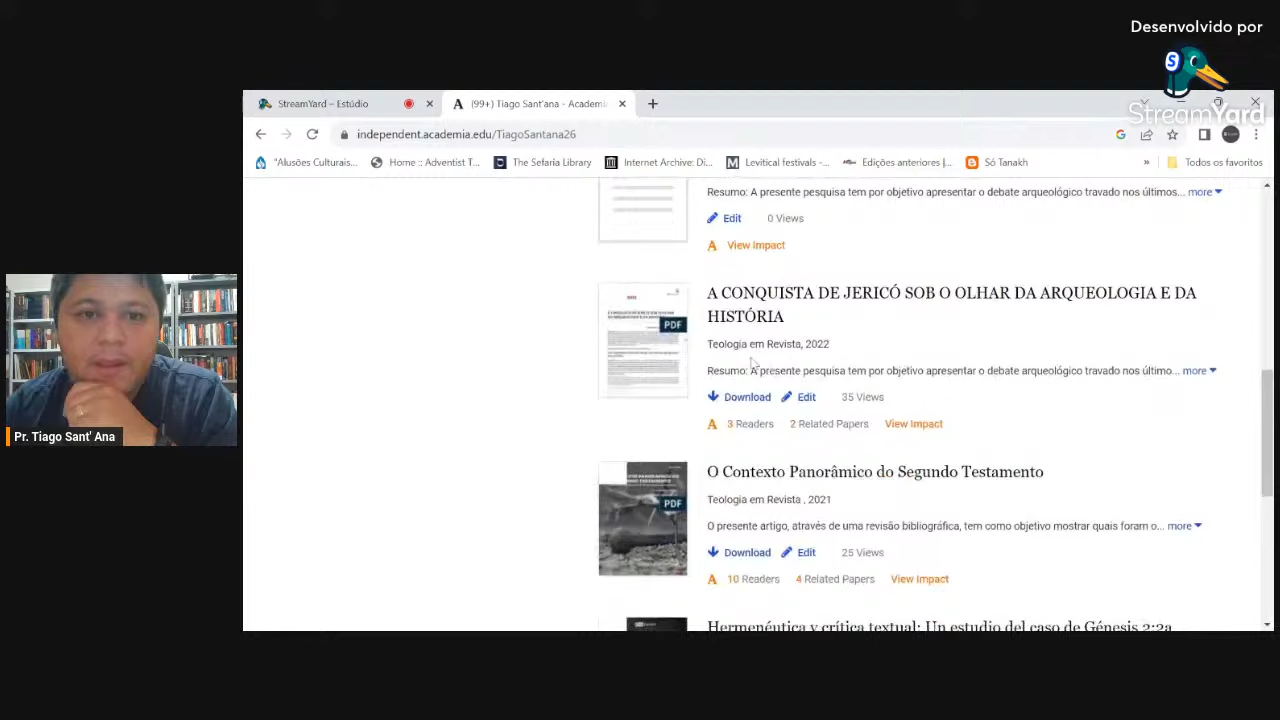 Desenvolvido por
StreamYard
StreamYard – Estúdio
(99+) Tiago Sant'ana - Academi
independent.academia.edu/TiagoSantana26
"Alusões Culturais...
Home :: Adventist T...
The Sefaria Library
Internet Archive: Di...
Levitical festivals -...
Edições anteriores |...
Só Tanakh
»
Todos os favoritos
Resumo: A presente pesquisa tem por objetivo apresentar o debate arqueológico travado nos últimos... more
Edit 0 Views
View Impact
A CONQUISTA DE JERICÓ SOB O OLHAR DA ARQUEOLOGIA E DA
HISTÓRIA
PDF
Teologia em Revista, 2022
Resumo: A presente pesquisa tem por objetivo apresentar o debate arqueológico travado nos último... more
Download Edit 35 Views
3 Readers 2 Related Papers View Impact
Pr. Tiago Sant' Ana
O Contexto Panorâmico do Segundo Testamento
PDF
Teologia em Revista , 2021
O presente artigo, através de uma revisão bibliográfica, tem como objetivo mostrar quais foram o... more
Download Edit 25 Views
10 Readers 4 Related Papers View Impact
Hermenéutica y crítica textual: Un estudio del caso de Génesis 2:2a